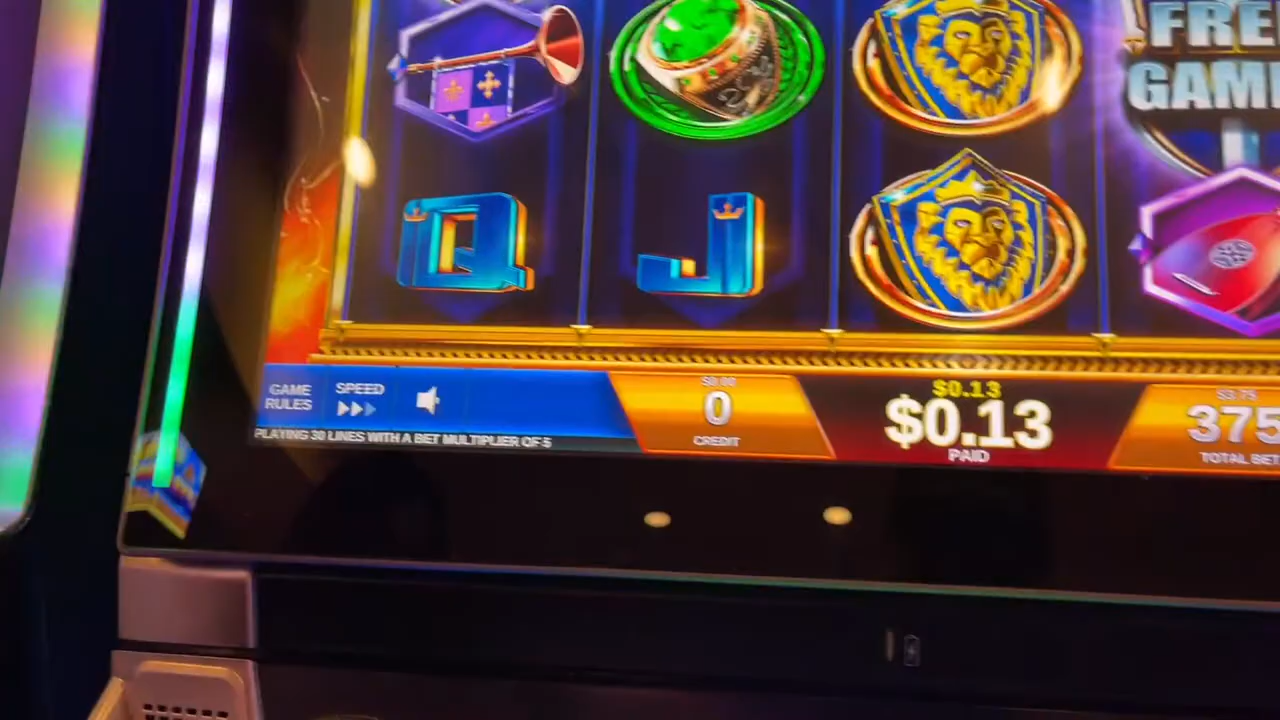 FREE
GAME
Q
J
GAME RULES
SPEED
$0.00
0
CREDIT
$0.13
$0.13
PAID
$3.75
375
TOTAL BET
PLAYING 30 LINES WITH A BET MULTIPLIER OF 5